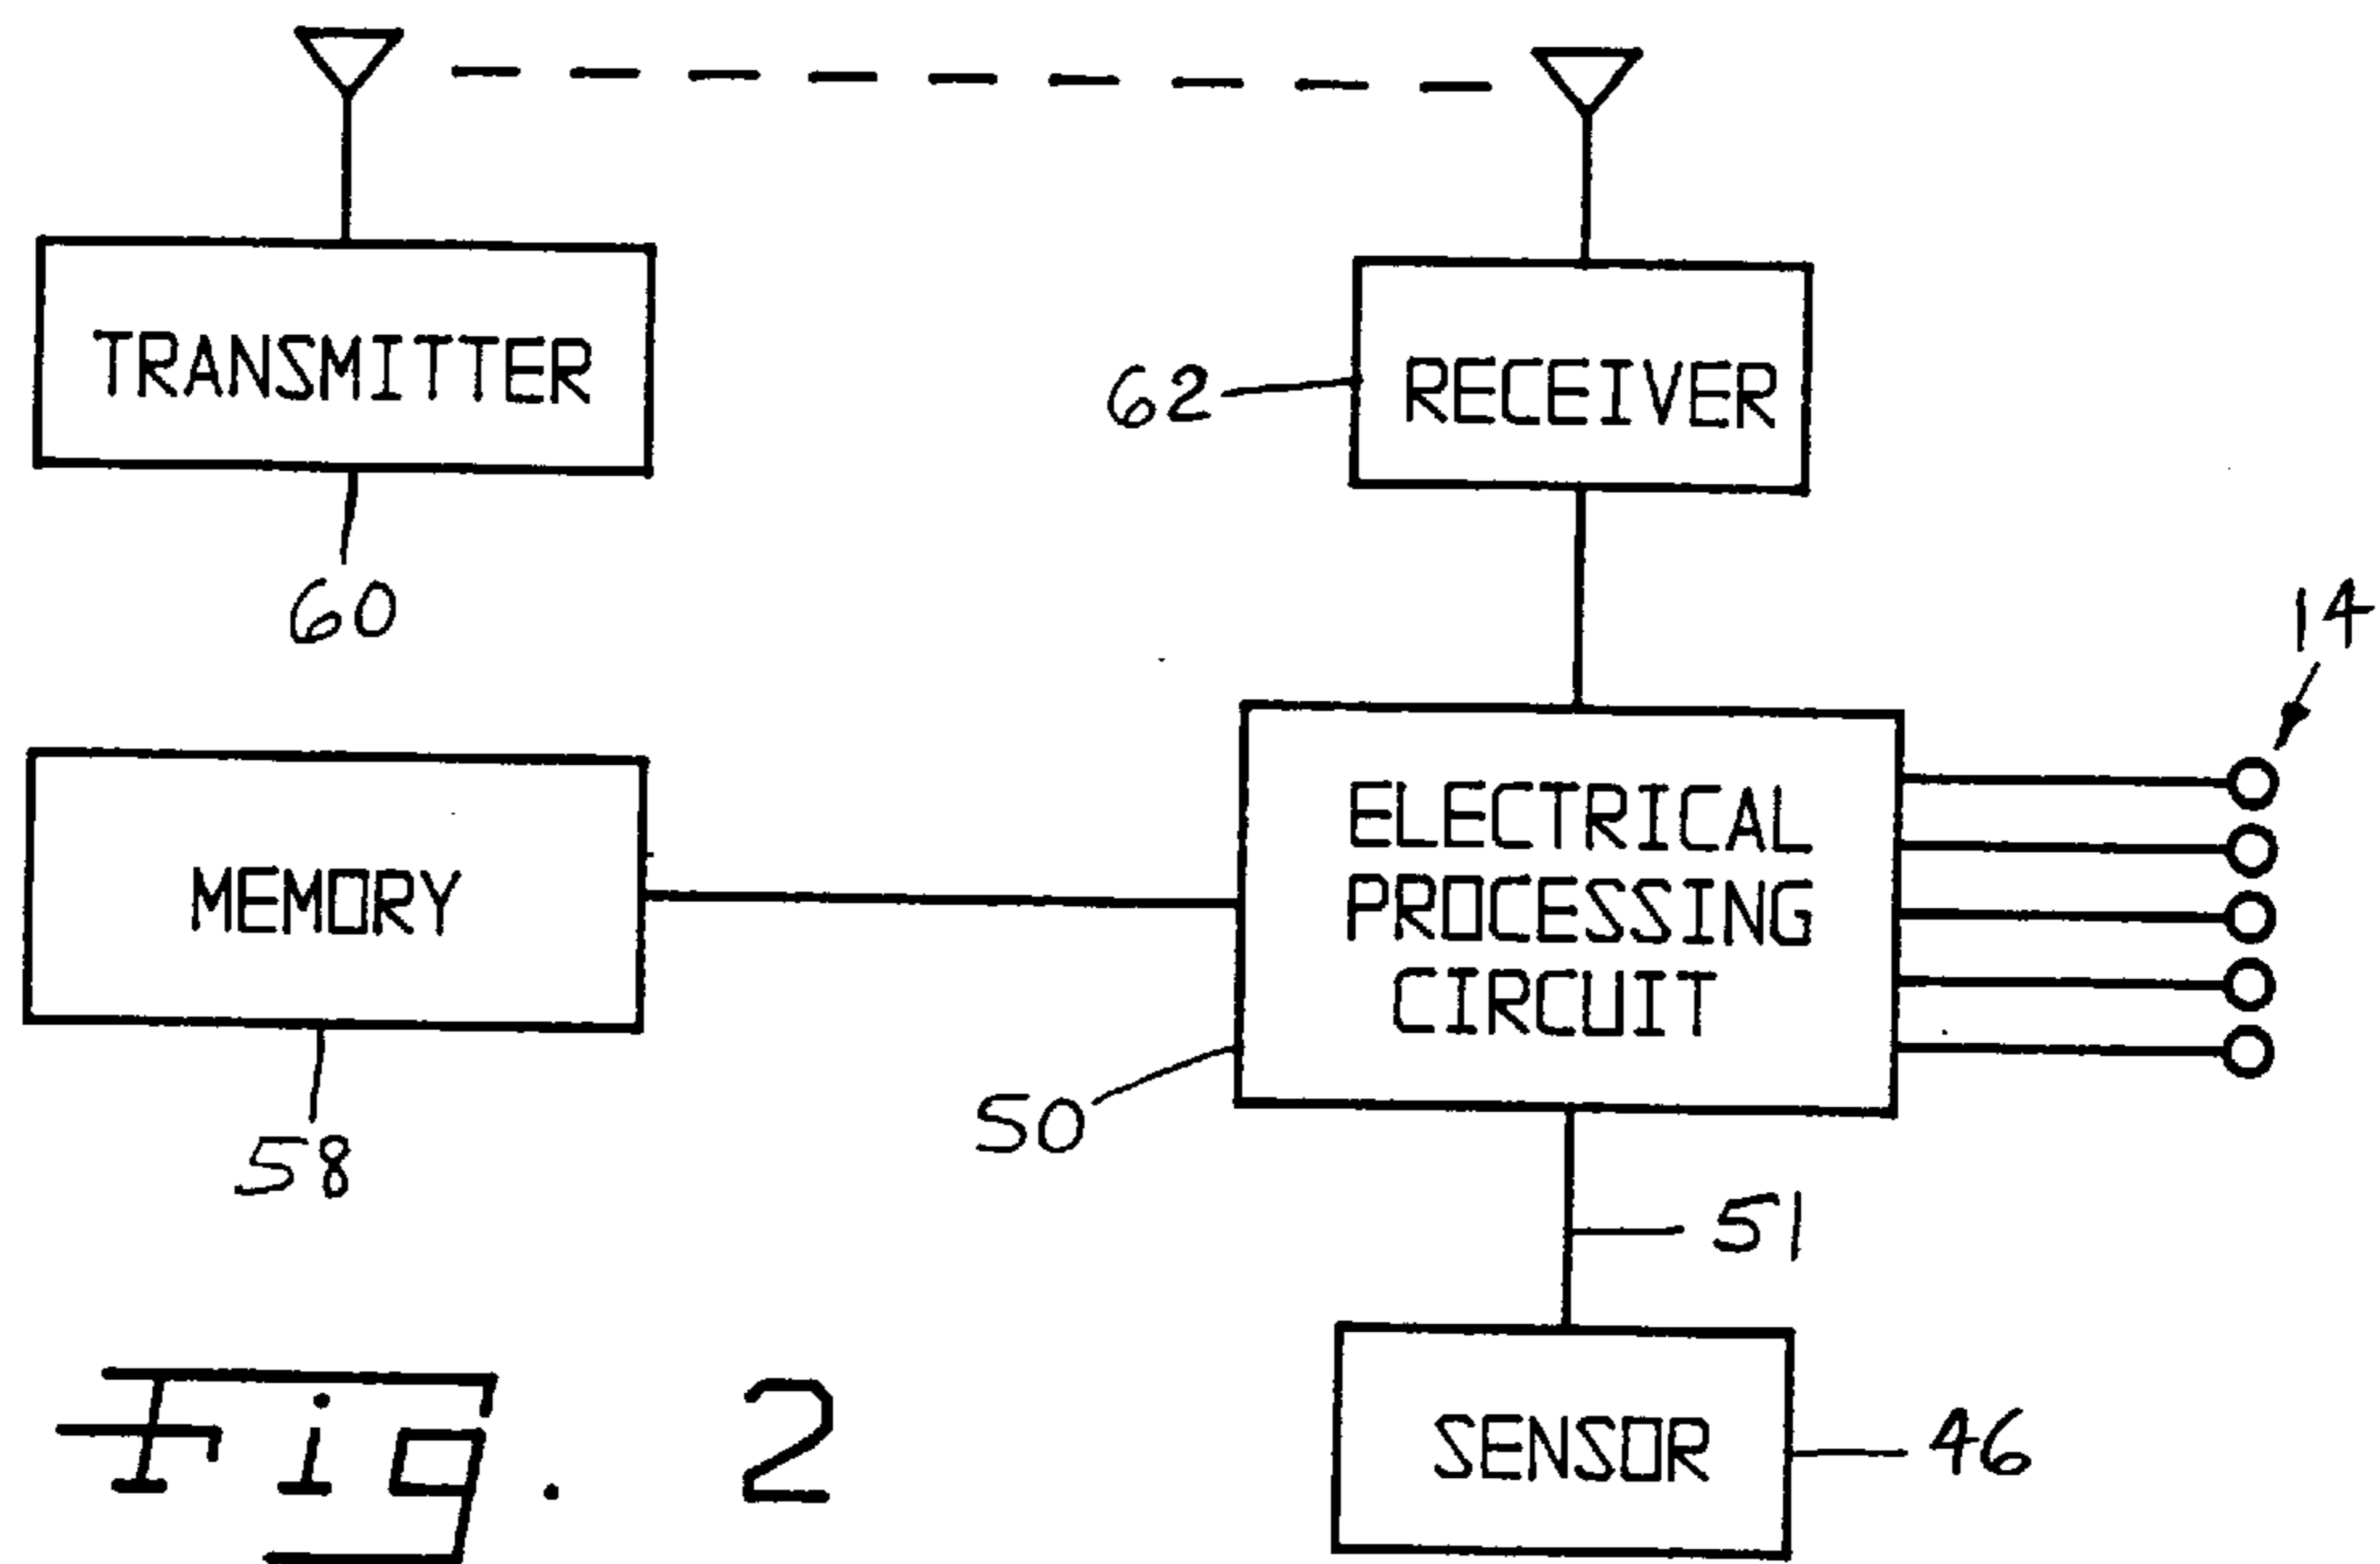 TRANSMITTER
62
RECEIVER
60
14
MEMORY
ELECTRICAL
PROCESSING
CIRCUIT
50
58
51
SENSOR
46
Fig. 2